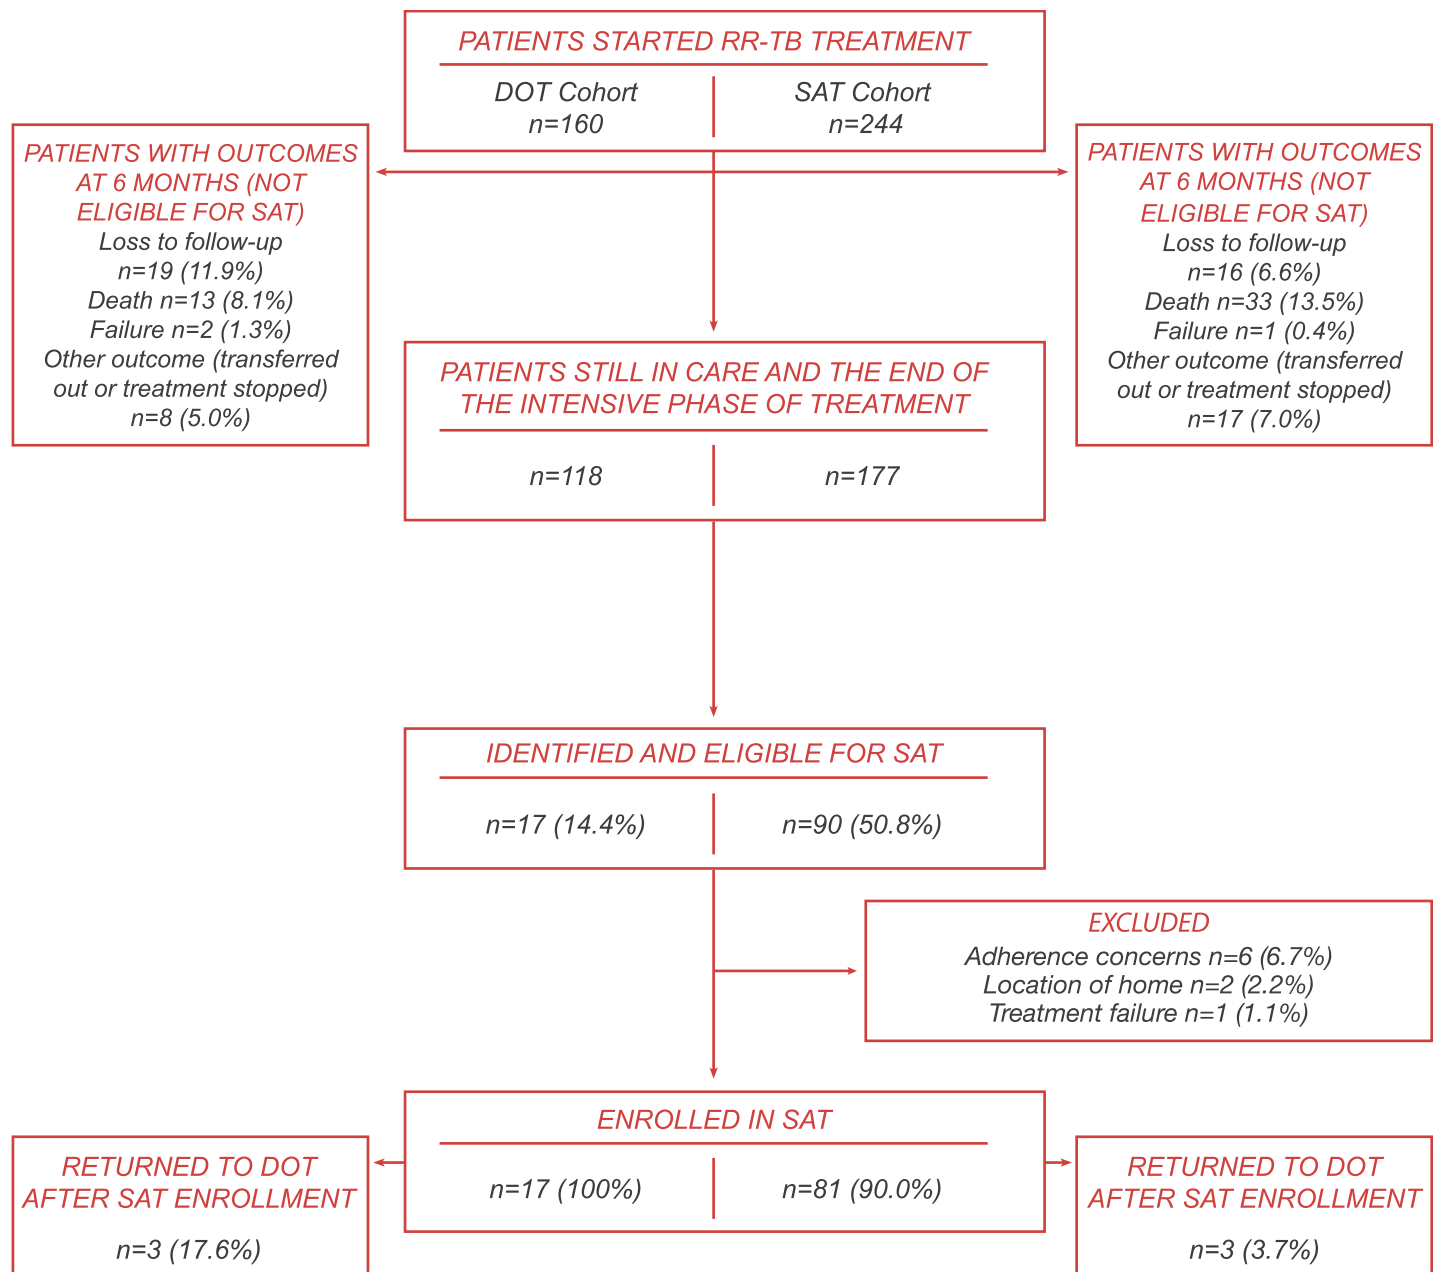 PATIENTS STARTED RR-TB TREATMENT
DOT Cohort
n=160
SAT Cohort
n=244
PATIENTS WITH OUTCOMES
AT 6 MONTHS (NOT
ELIGIBLE FOR SAT)
Loss to follow-up
n=19 (11.9%)
Death n=13 (8.1%)
Failure n=2 (1.3%)
Other outcome (transferred
out or treatment stopped)
n=8 (5.0%)
PATIENTS WITH OUTCOMES
AT 6 MONTHS (NOT
ELIGIBLE FOR SAT)
Loss to follow-up
n=16 (6.6%)
Death n=33 (13.5%)
Failure n=1 (0.4%)
Other outcome (transferred
out or treatment stopped)
n=17 (7.0%)
PATIENTS STILL IN CARE AND THE END OF
THE INTENSIVE PHASE OF TREATMENT
n=118
n=177
IDENTIFIED AND ELIGIBLE FOR SAT
n=17 (14.4%)
n=90 (50.8%)
EXCLUDED
Adherence concerns n=6 (6.7%)
Location of home n=2 (2.2%)
Treatment failure n=1 (1.1%)
ENROLLED IN SAT
n=17 (100%)
n=81 (90.0%)
RETURNED TO DOT
AFTER SAT ENROLLMENT
n=3 (17.6%)
RETURNED TO DOT
AFTER SAT ENROLLMENT
n=3 (3.7%)